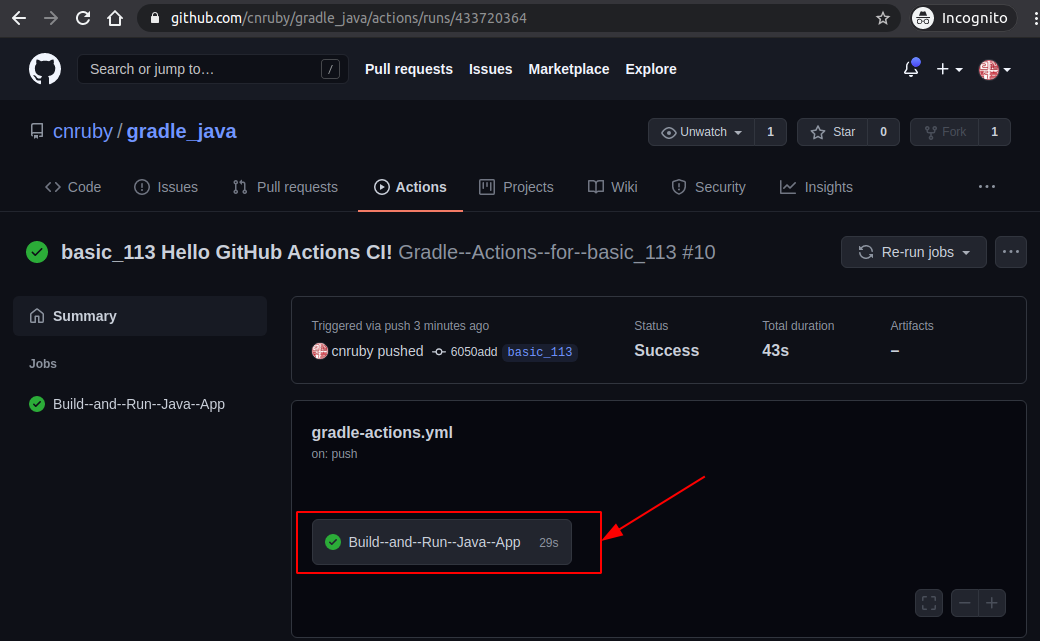 github.com/cnruby/gradle_java/actions/runs/433720364
Incognito
Search or jump to…
/
Pull requests Issues Marketplace Explore
cnruby / gradle_java
Unwatch 1
Star 0
Fork 1
Code Issues Pull requests Actions Projects Wiki Security Insights
basic_113 Hello GitHub Actions CI! Gradle--Actions--for--basic_113 #10
Re-run jobs
Summary
Jobs
Build--and--Run--Java--App
Triggered via push 3 minutes ago
cnruby pushed 6050add basic_113
Status
Success
Total duration
43s
Artifacts
–
gradle-actions.yml
on: push
Build--and--Run--Java--App 29s